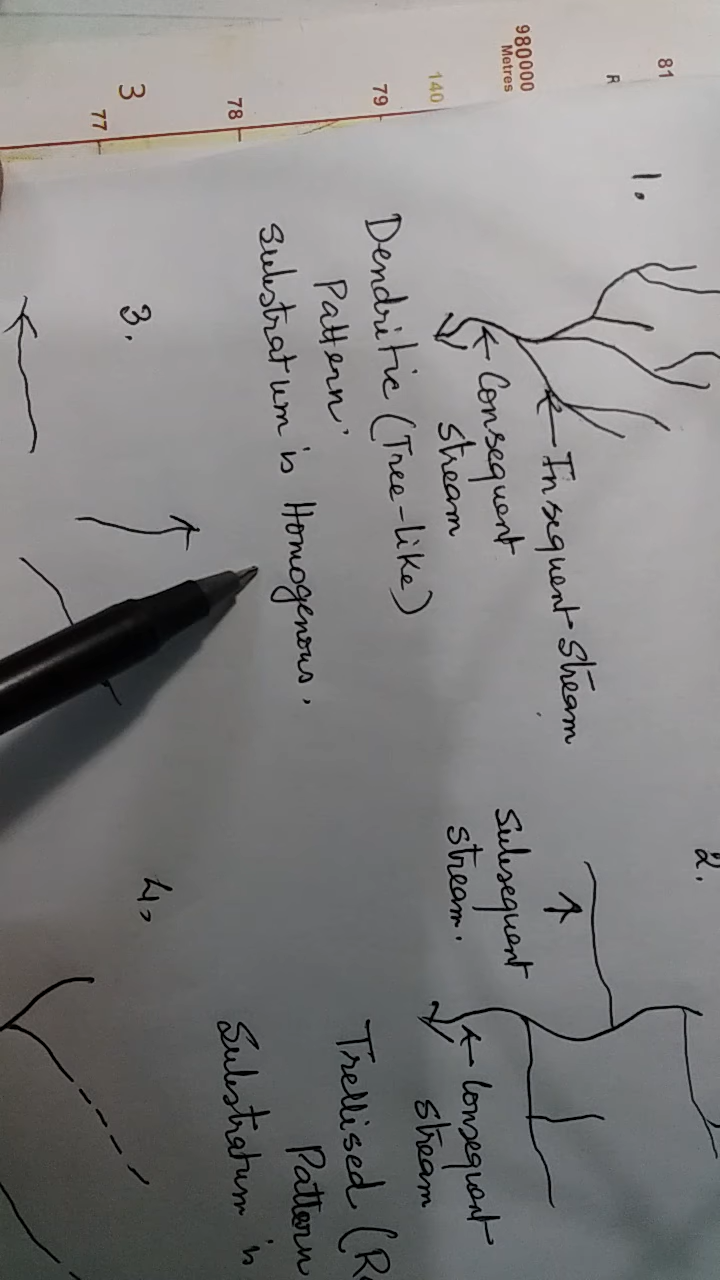 81
R
980000
Metres
140
79
78
77
3
1.
Insequent Stream
Consequent
Stream
Dendritic (Tree-like)
Pattern.
Substratum is Homogenous.
2.
Subsequent
Stream.
Consequent
Stream
Trellised (R
Pattern
Substratum is
3.
4.